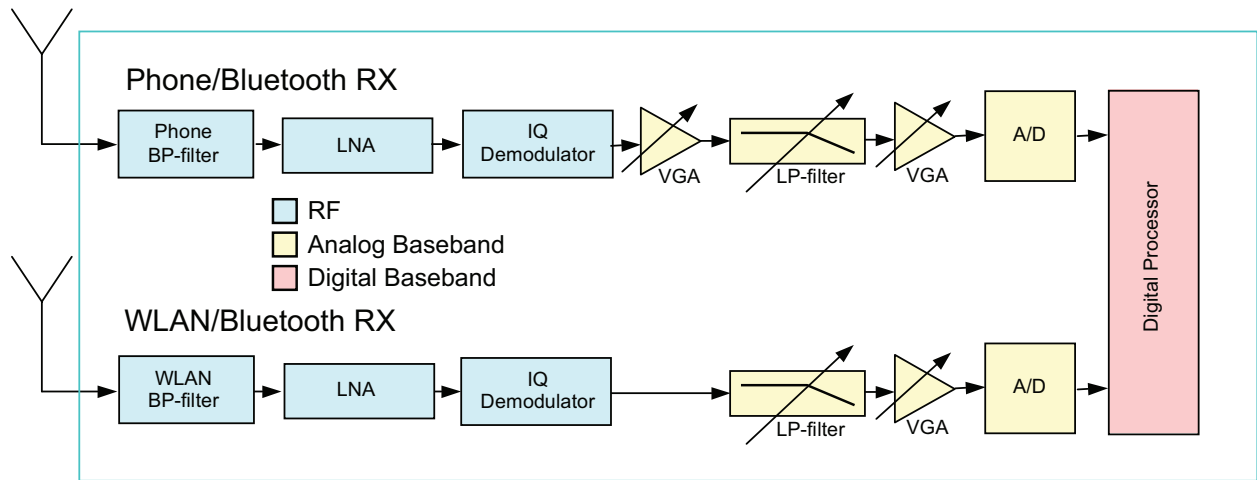 Phone/Bluetooth RX
Phone
BP-filter
LNA
IQ
Demodulator
VGA
LP-filter
VGA
A/D
Digital Processor
RF
Analog Baseband
Digital Baseband
WLAN/Bluetooth RX
WLAN
BP-filter
LNA
IQ
Demodulator
LP-filter
VGA
A/D